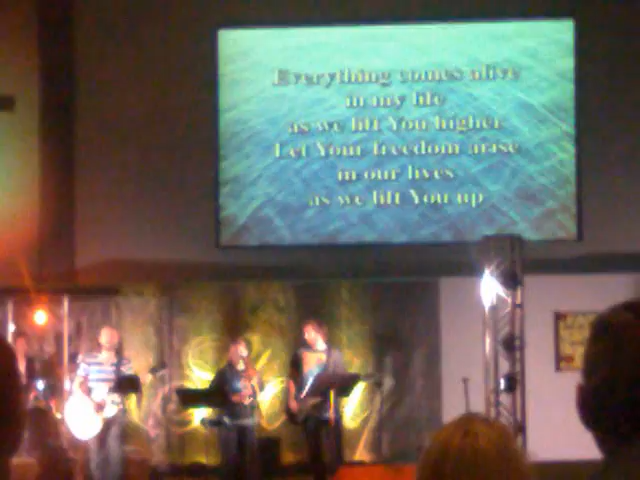 Everything comes alive
in my life
as we lift You higher
Let Your freedom arise
in our lives
as we lift You up